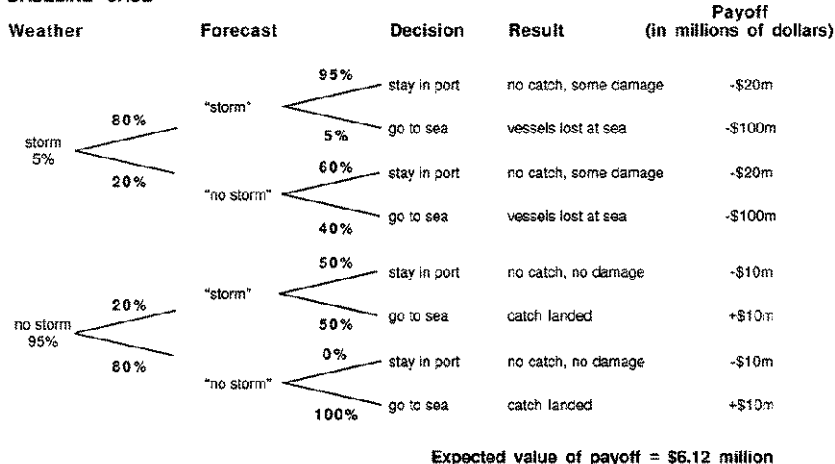 Payoff
Weather Forecast Decision Result (in millions of dollars)
95% stay in port no catch, some damage -$20m
"storm"
80%
5% go to sea vessels lost at sea -$100m
storm
5%
60% stay in port no catch, some damage -$20m
20%
"no storm"
go to sea vessels lost at sea -$100m
40%
50%
stay in port no catch, no damage -$10m
"storm"
20%
50% go to sea catch landed +$10m
no storm
95%
0% stay in port no catch, no damage -$10m
80%
"no storm"
100% go to sea catch landed +$10m
Expected value of payoff = $6.12 million